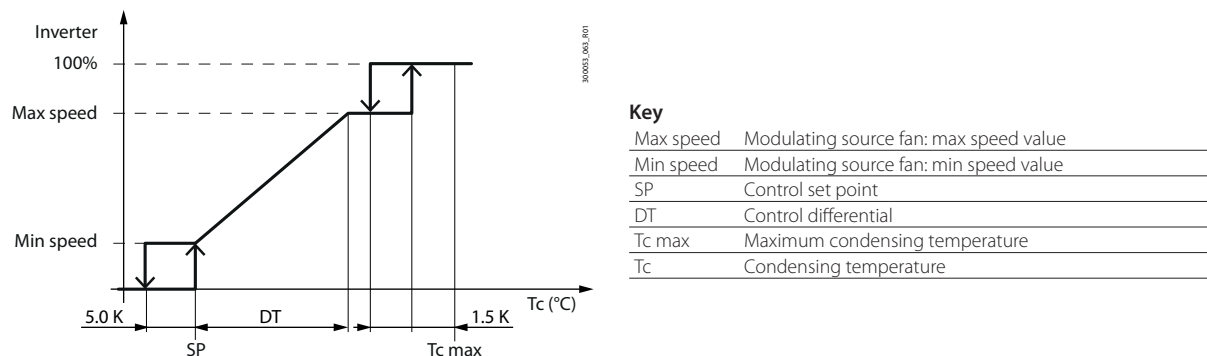 Inverter
100%
Max speed
Min speed
5.0 K
DT
1.5 K
Tc (°C)
SP
Tc max
300053_063_R01
Key
Max speed Modulating source fan: max speed value
Min speed Modulating source fan: min speed value
SP Control set point
DT Control differential
Tc max Maximum condensing temperature
Tc Condensing temperature